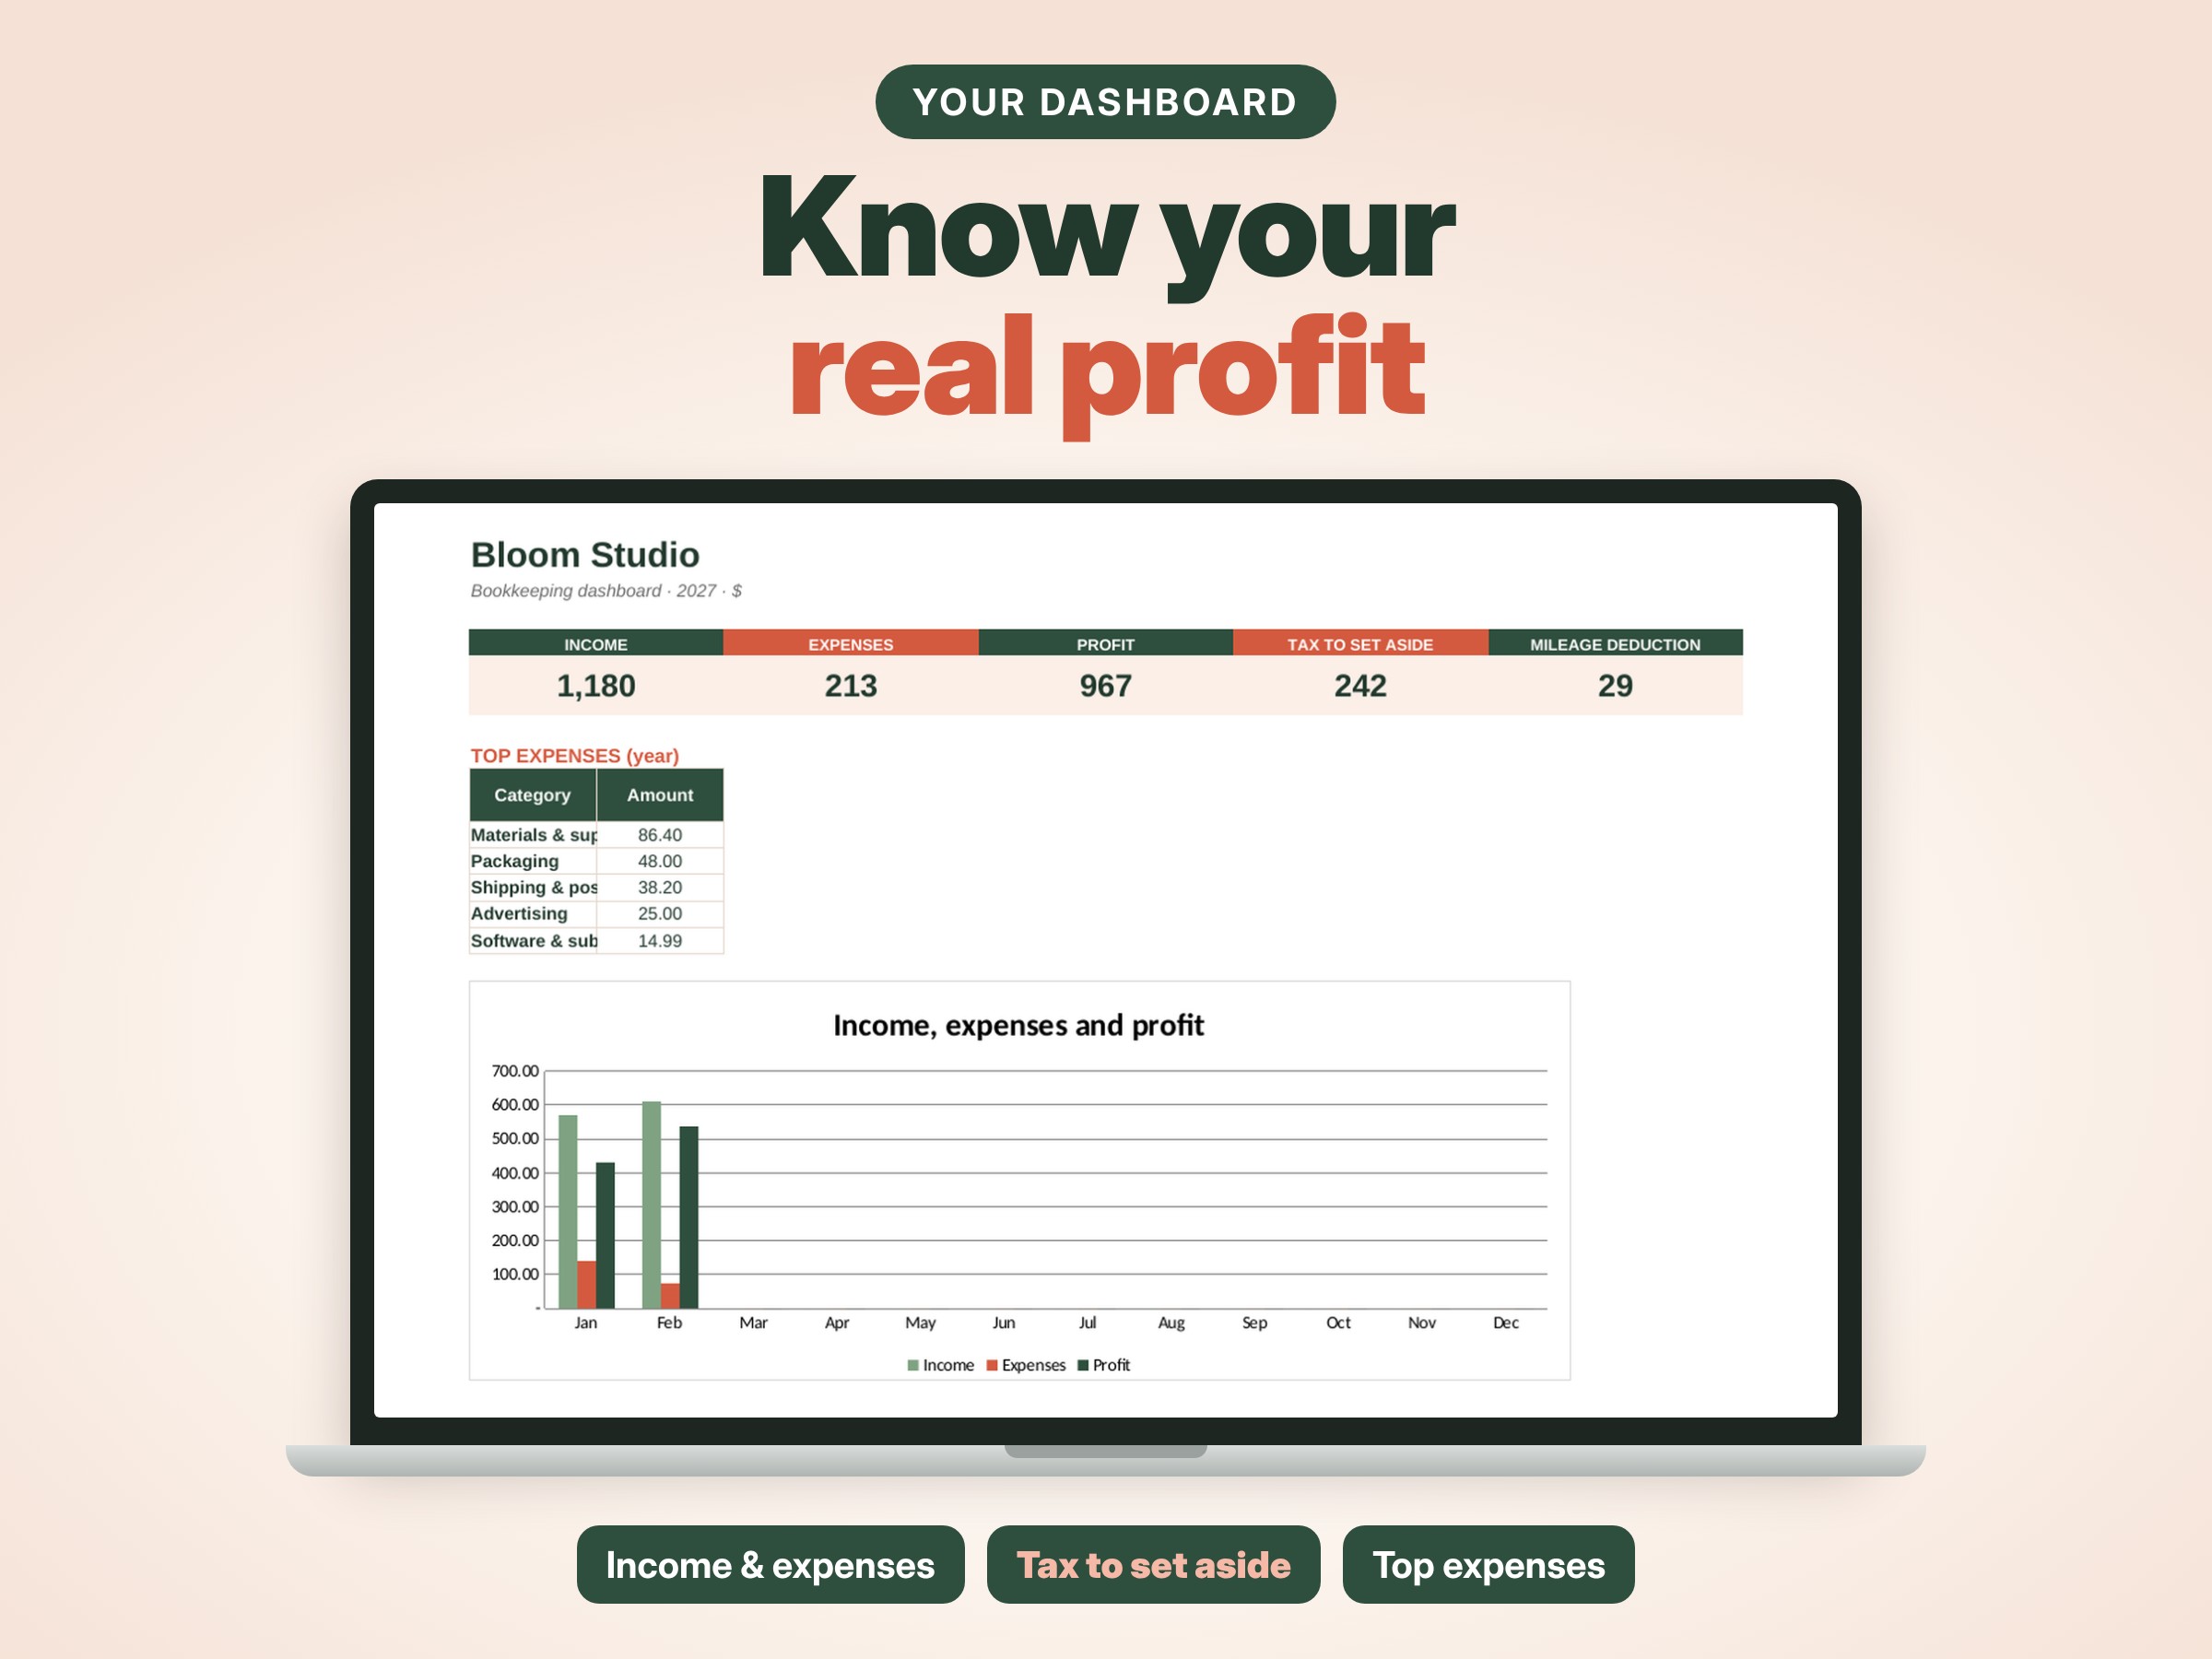 YOUR DASHBOARD
Know your
real profit
Bloom Studio
Bookkeeping dashboard · 2027 · $
INCOME EXPENSES PROFIT TAX TO SET ASIDE MILEAGE DEDUCTION
1,180 213 967 242 29
TOP EXPENSES (year)
Category Amount
Materials & sup 86.40
Packaging 48.00
Shipping & pos 38.20
Advertising 25.00
Software & sub 14.99
Income, expenses and profit
700.00
600.00
500.00
400.00
300.00
200.00
100.00
-
Jan Feb Mar Apr May Jun Jul Aug Sep Oct Nov Dec
Income Expenses Profit
Income & expenses Tax to set aside Top expenses